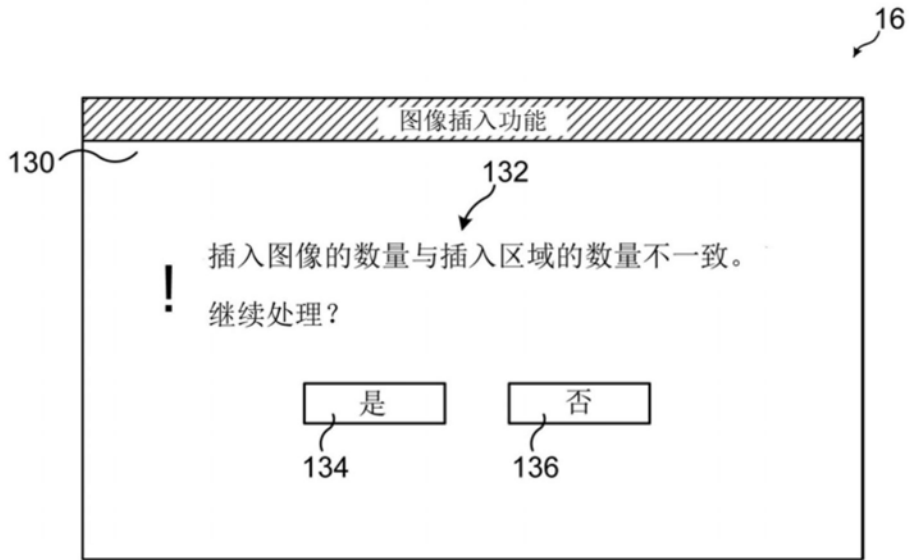 16
图像插入功能
130
132
插入图像的数量与插入区域的数量不一致。
!
继续处理?
是
否
134
136